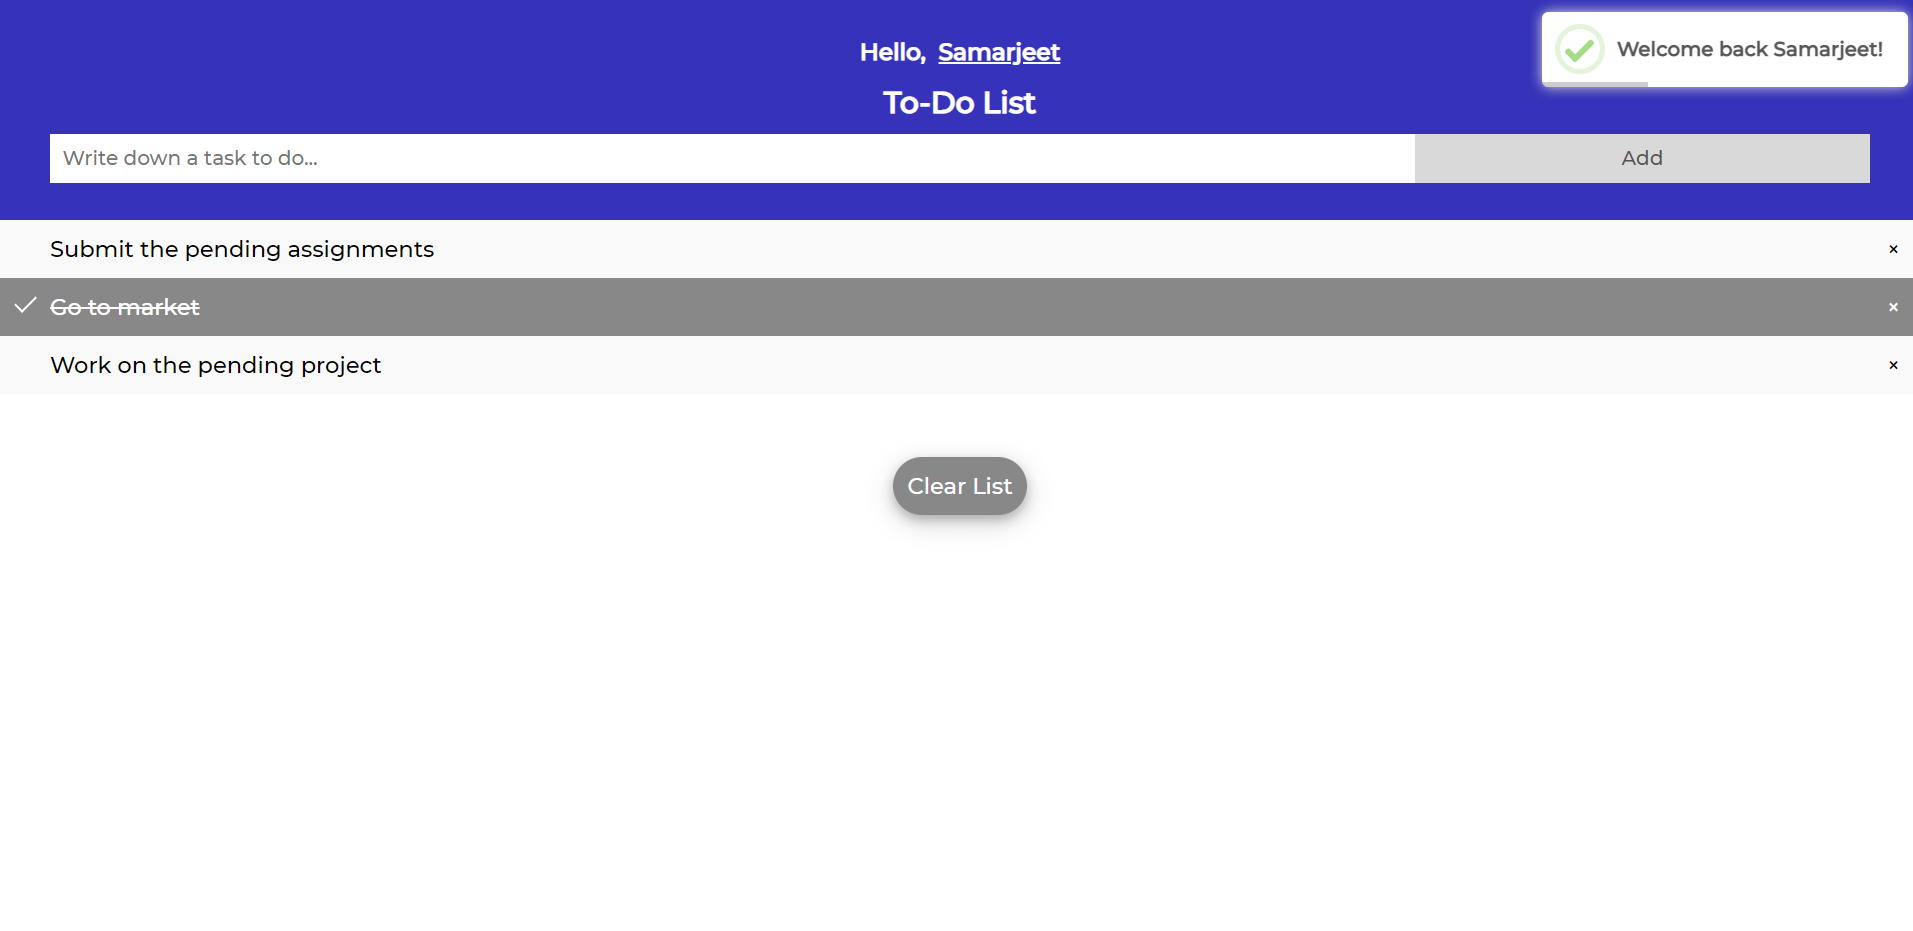 Hello, Samarjeet
Welcome back Samarjeet!
To-Do List
Write down a task to do...
Add
Submit the pending assignments ×
Go to market ×
Work on the pending project ×
Clear List